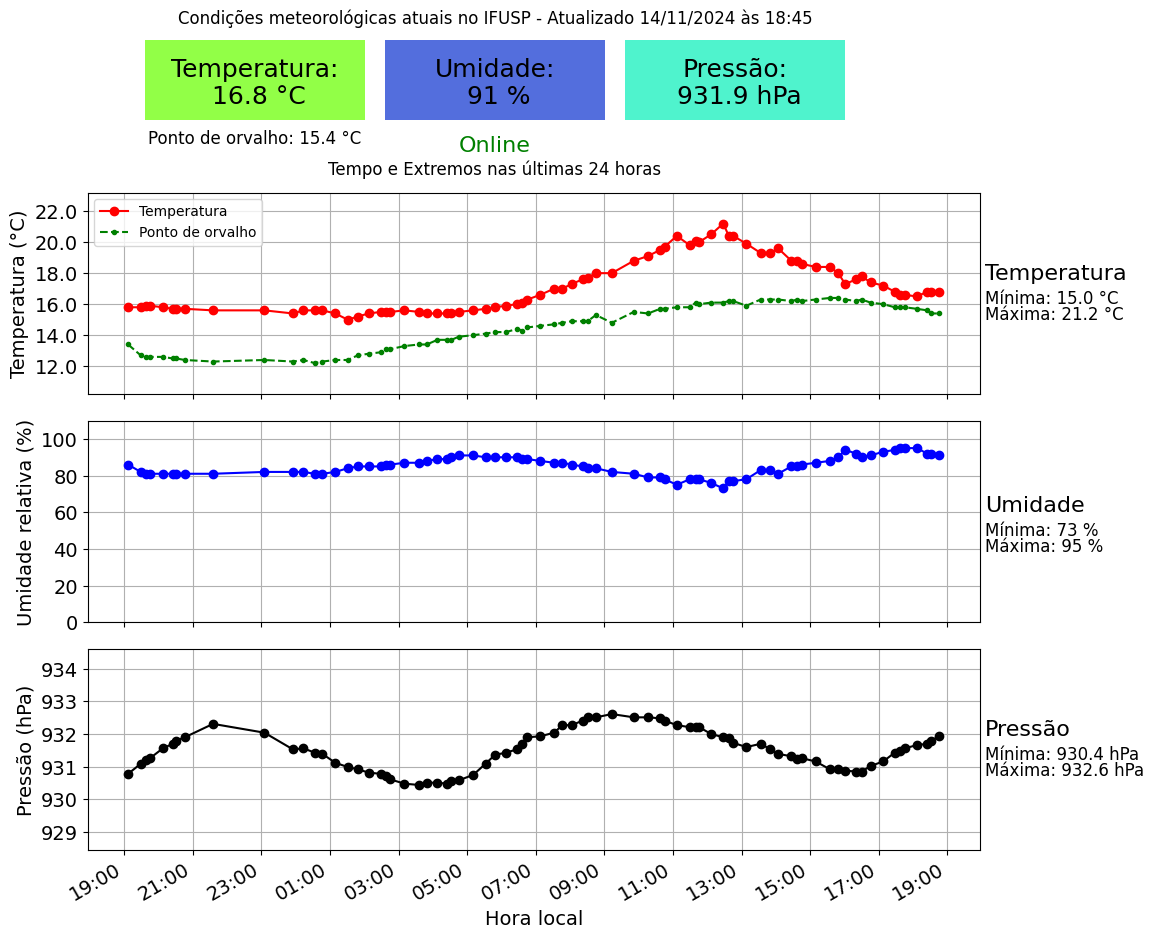 Condições meteorológicas atuais no IFUSP - Atualizado 14/11/2024 às 18:45
Temperatura:
16.8 °C
Umidade:
91 %
Pressão:
931.9 hPa
Ponto de orvalho: 15.4 °C
Online
Tempo e Extremos nas últimas 24 horas
Temperatura (°C)
22.0
20.0
18.0
16.0
14.0
12.0
Temperatura
Ponto de orvalho
Temperatura
Mínima: 15.0 °C
Máxima: 21.2 °C
Umidade relativa (%)
100
80
60
40
20
0
Umidade
Mínima: 73 %
Máxima: 95 %
Pressão (hPa)
934
933
932
931
930
929
Pressão
Mínima: 930.4 hPa
Máxima: 932.6 hPa
19:00 21:00 23:00 01:00 03:00 05:00 07:00 09:00 11:00 13:00 15:00 17:00 19:00
Hora local